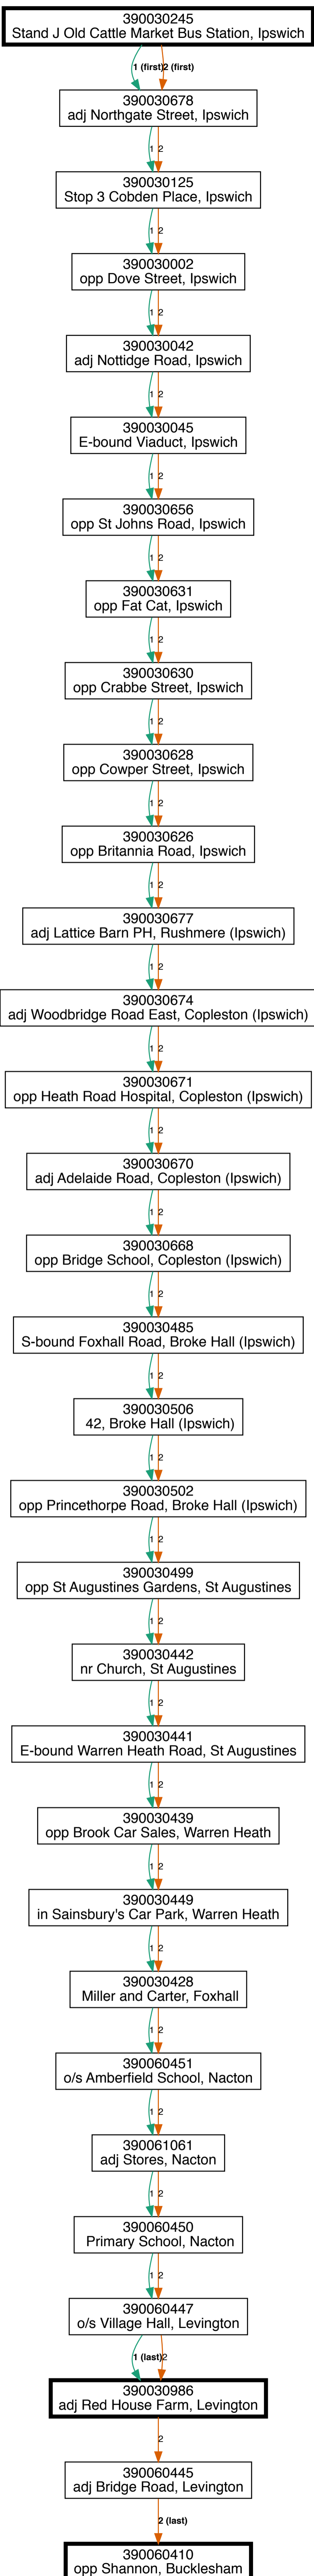 390030245
Stand J Old Cattle Market Bus Station, Ipswich
1 (first) 2 (first)
390030678
adj Northgate Street, Ipswich
1 2
390030125
Stop 3 Cobden Place, Ipswich
1 2
390030002
opp Dove Street, Ipswich
1 2
390030042
adj Nottidge Road, Ipswich
1 2
390030045
E-bound Viaduct, Ipswich
1 2
390030656
opp St Johns Road, Ipswich
1 2
390030631
opp Fat Cat, Ipswich
1 2
390030630
opp Crabbe Street, Ipswich
1 2
390030628
opp Cowper Street, Ipswich
1 2
390030626
opp Britannia Road, Ipswich
1 2
390030677
adj Lattice Barn PH, Rushmere (Ipswich)
1 2
390030674
adj Woodbridge Road East, Copleston (Ipswich)
1 2
390030671
opp Heath Road Hospital, Copleston (Ipswich)
1 2
390030670
adj Adelaide Road, Copleston (Ipswich)
1 2
390030668
opp Bridge School, Copleston (Ipswich)
1 2
390030485
S-bound Foxhall Road, Broke Hall (Ipswich)
1 2
390030506
42, Broke Hall (Ipswich)
1 2
390030502
opp Princethorpe Road, Broke Hall (Ipswich)
1 2
390030499
opp St Augustines Gardens, St Augustines
1 2
390030442
nr Church, St Augustines
1 2
390030441
E-bound Warren Heath Road, St Augustines
1 2
390030439
opp Brook Car Sales, Warren Heath
1 2
390030449
in Sainsbury's Car Park, Warren Heath
1 2
390030428
Miller and Carter, Foxhall
1 2
390060451
o/s Amberfield School, Nacton
1 2
390061061
adj Stores, Nacton
1 2
390060450
Primary School, Nacton
1 2
390060447
o/s Village Hall, Levington
1 (last) 2
390030986
adj Red House Farm, Levington
2
390060445
adj Bridge Road, Levington
2 (last)
390060410
opp Shannon, Bucklesham